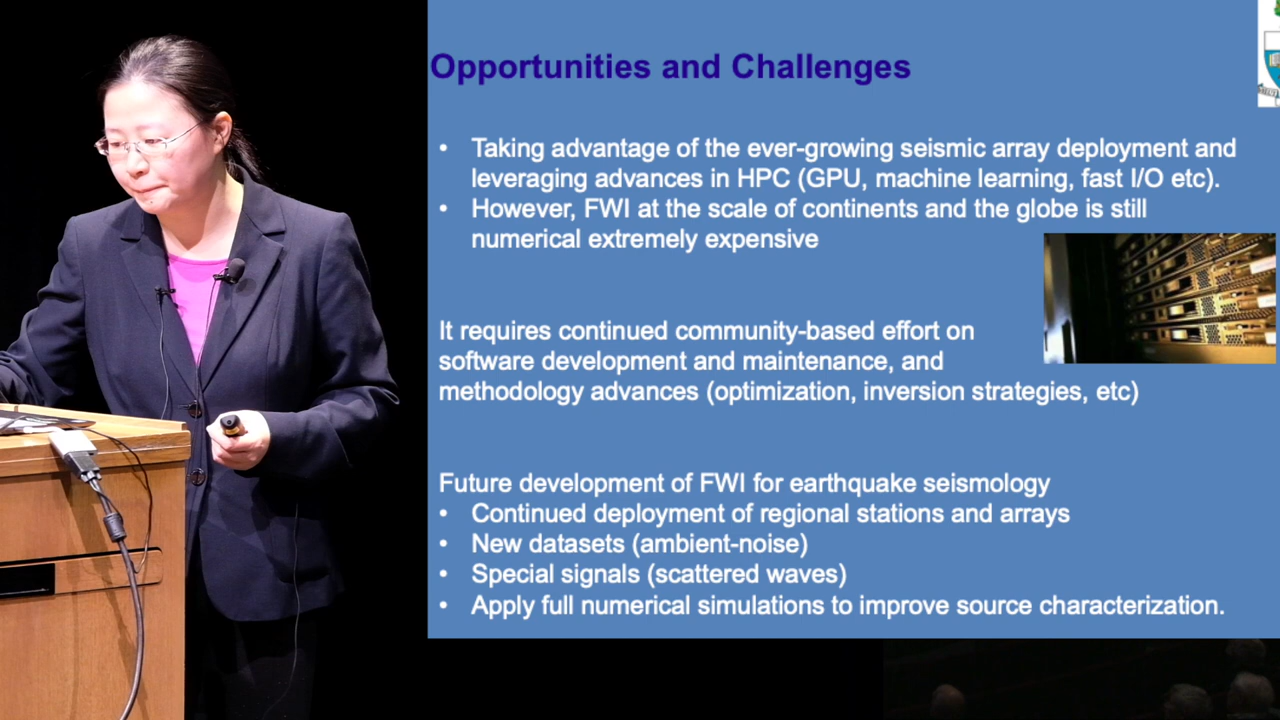 Opportunities and Challenges
• Taking advantage of the ever-growing seismic array deployment and
leveraging advances in HPC (GPU, machine learning, fast I/O etc).
• However, FWI at the scale of continents and the globe is still
numerical extremely expensive
It requires continued community-based effort on
software development and maintenance, and
methodology advances (optimization, inversion strategies, etc)
Future development of FWI for earthquake seismology
• Continued deployment of regional stations and arrays
• New datasets (ambient-noise)
• Special signals (scattered waves)
• Apply full numerical simulations to improve source characterization.